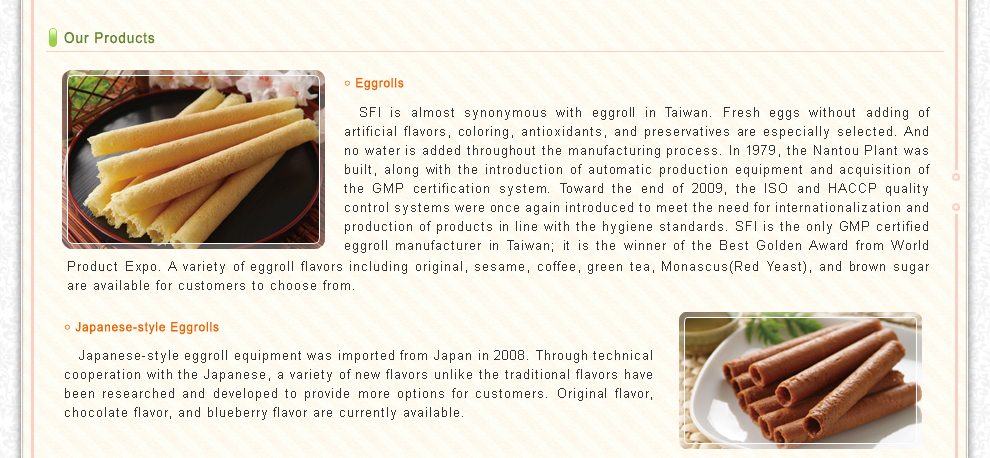 Our Products
Eggrolls
SFI is almost synonymous with eggroll in Taiwan. Fresh eggs without adding of
artificial flavors, coloring, antioxidants, and preservatives are especially selected. And
no water is added throughout the manufacturing process. In 1979, the Nantou Plant was
built, along with the introduction of automatic production equipment and acquisition of
the GMP certification system. Toward the end of 2009, the ISO and HACCP quality
control systems were once again introduced to meet the need for internationalization and
production of products in line with the hygiene standards. SFI is the only GMP certified
eggroll manufacturer in Taiwan; it is the winner of the Best Golden Award from World
Product Expo. A variety of eggroll flavors including original, sesame, coffee, green tea, Monascus(Red Yeast), and brown sugar
are available for customers to choose from.
Japanese-style Eggrolls
Japanese-style eggroll equipment was imported from Japan in 2008. Through technical
cooperation with the Japanese, a variety of new flavors unlike the traditional flavors have
been researched and developed to provide more options for customers. Original flavor,
chocolate flavor, and blueberry flavor are currently available.